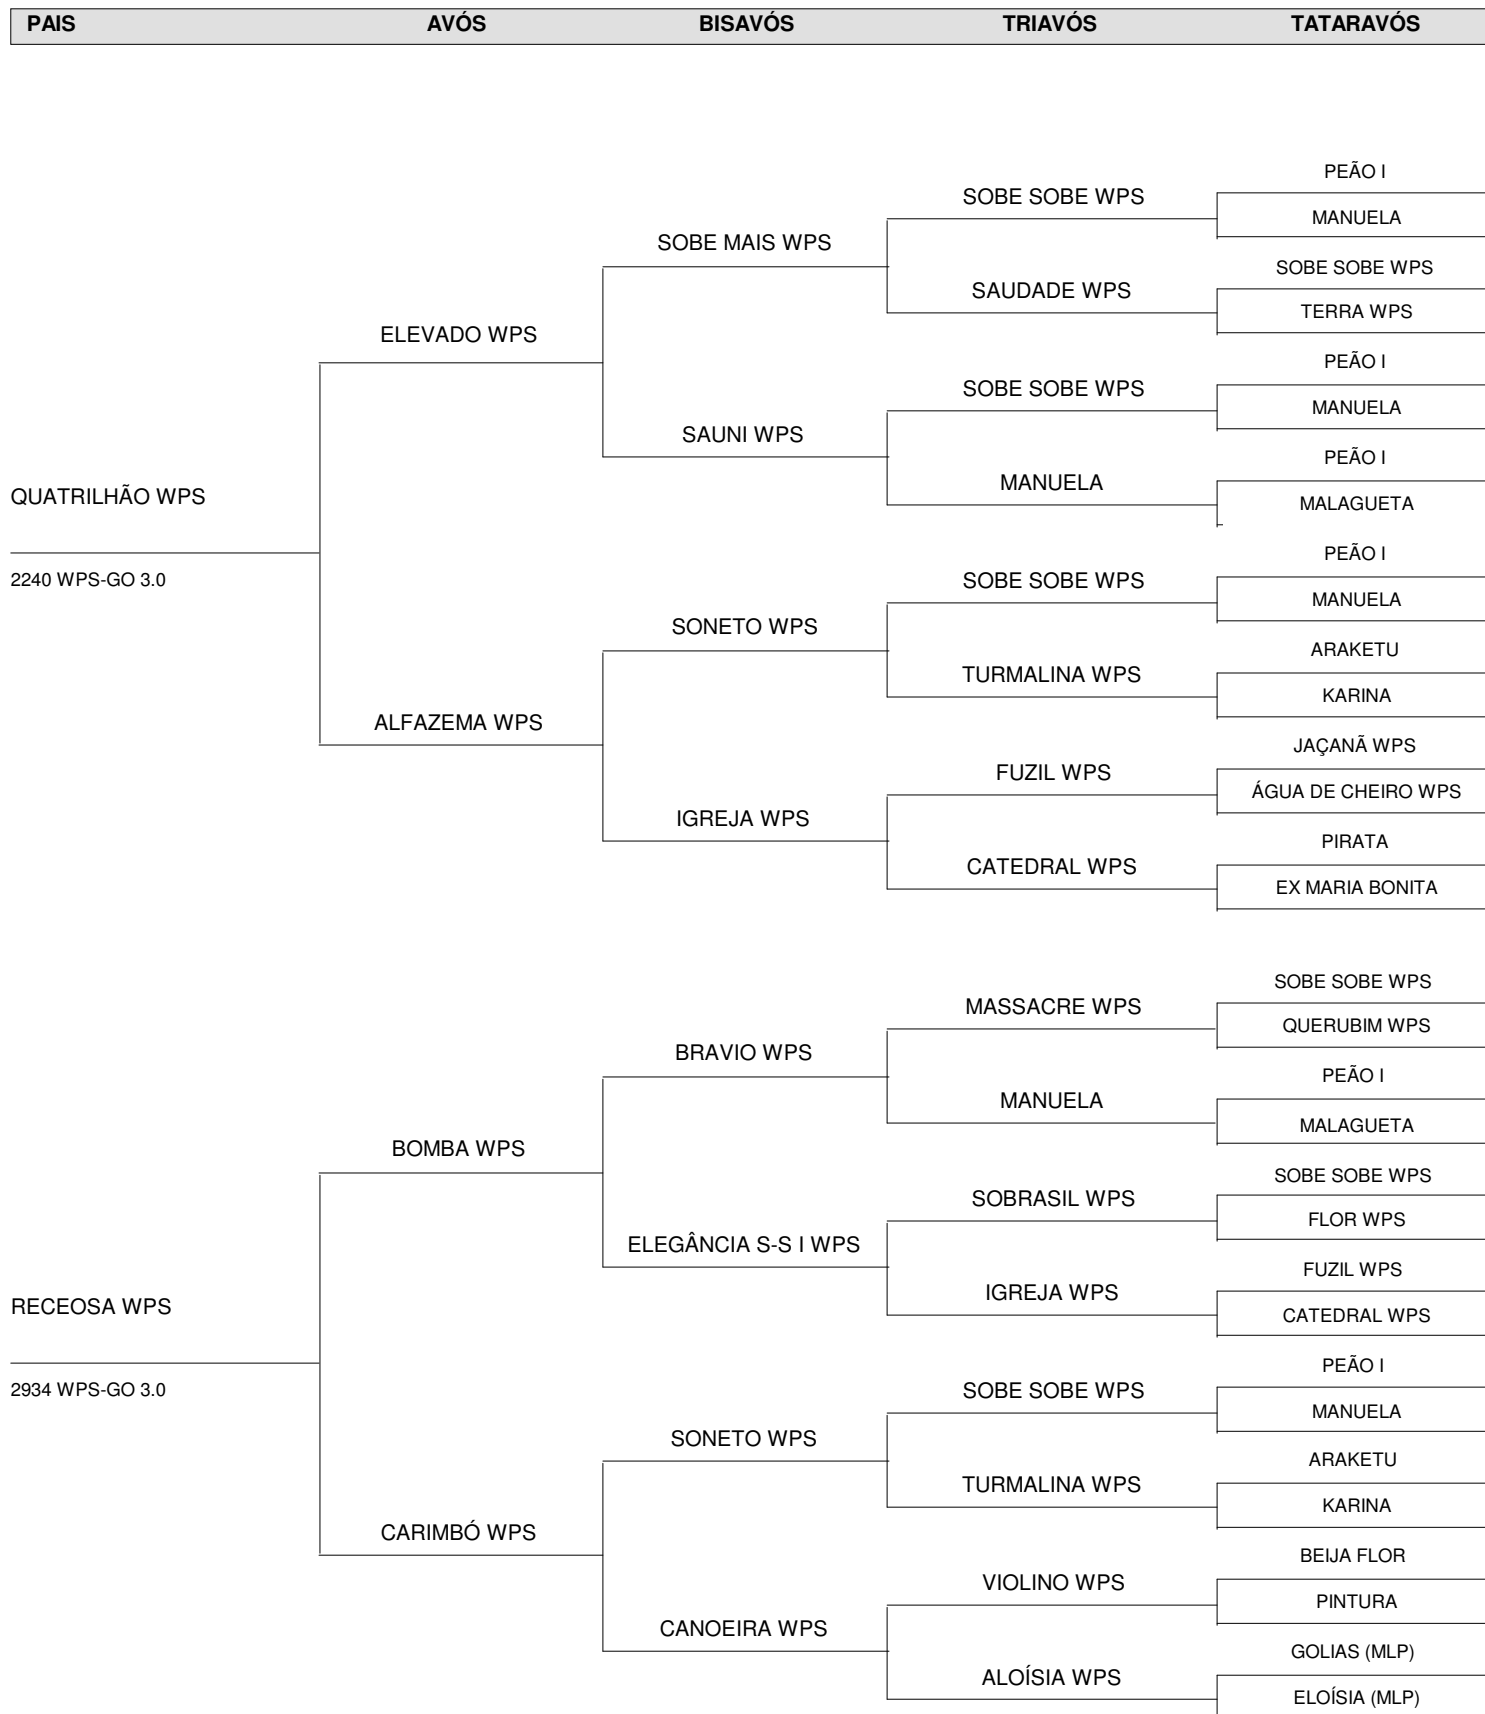 PAIS AVÓS BISAVÓS TRIAVÓS TATARAVÓS
PEÃO I
SOBE SOBE WPS
MANUELA
SOBE MAIS WPS
SOBE SOBE WPS
SAUDADE WPS
TERRA WPS
ELEVADO WPS
PEÃO I
SOBE SOBE WPS
MANUELA
SAUNI WPS
PEÃO I
MANUELA
QUATRILHÃO WPS
MALAGUETA
PEÃO I
2240 WPS-GO 3.0
SOBE SOBE WPS
MANUELA
SONETO WPS
ARAKETU
TURMALINA WPS
KARINA
ALFAZEMA WPS
JAÇANÃ WPS
FUZIL WPS
ÁGUA DE CHEIRO WPS
IGREJA WPS
PIRATA
CATEDRAL WPS
EX MARIA BONITA
SOBE SOBE WPS
MASSACRE WPS
QUERUBIM WPS
BRAVIO WPS
PEÃO I
MANUELA
MALAGUETA
BOMBA WPS
SOBE SOBE WPS
SOBRASIL WPS
FLOR WPS
ELEGÂNCIA S-S I WPS
FUZIL WPS
IGREJA WPS
RECEOSA WPS
CATEDRAL WPS
PEÃO I
2934 WPS-GO 3.0
SOBE SOBE WPS
MANUELA
SONETO WPS
ARAKETU
TURMALINA WPS
KARINA
CARIMBÓ WPS
BEIJA FLOR
VIOLINO WPS
PINTURA
CANOEIRA WPS
GOLIAS (MLP)
ALOÍSIA WPS
ELOÍSIA (MLP)